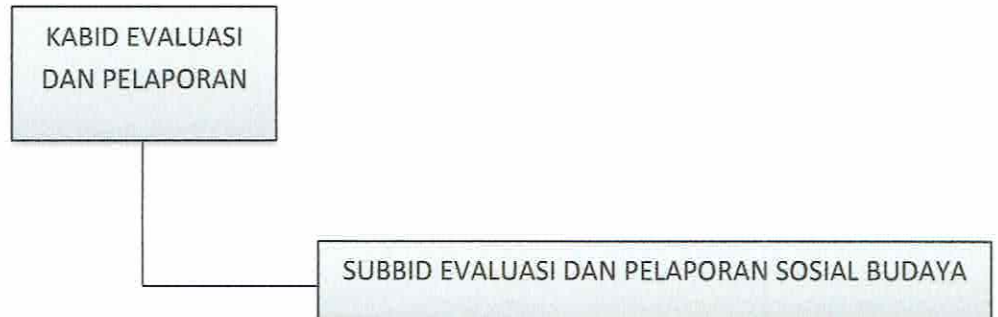 KABID EVALUASI
DAN PELAPORAN
SUBBID EVALUASI DAN PELAPORAN SOSIAL BUDAYA